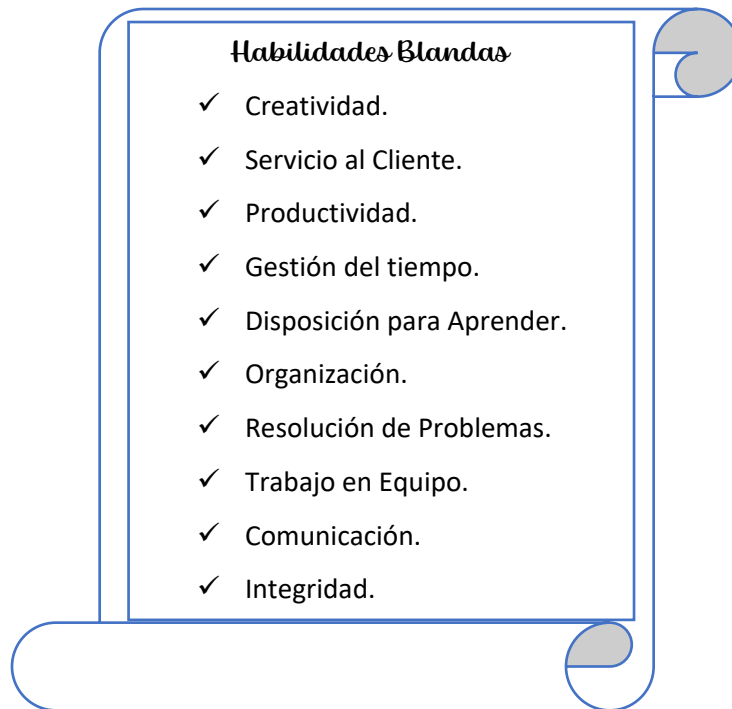 Habilidades Blandas
✓ Creatividad.
✓ Servicio al Cliente.
✓ Productividad.
✓ Gestión del tiempo.
✓ Disposición para Aprender.
✓ Organización.
✓ Resolución de Problemas.
✓ Trabajo en Equipo.
✓ Comunicación.
✓ Integridad.